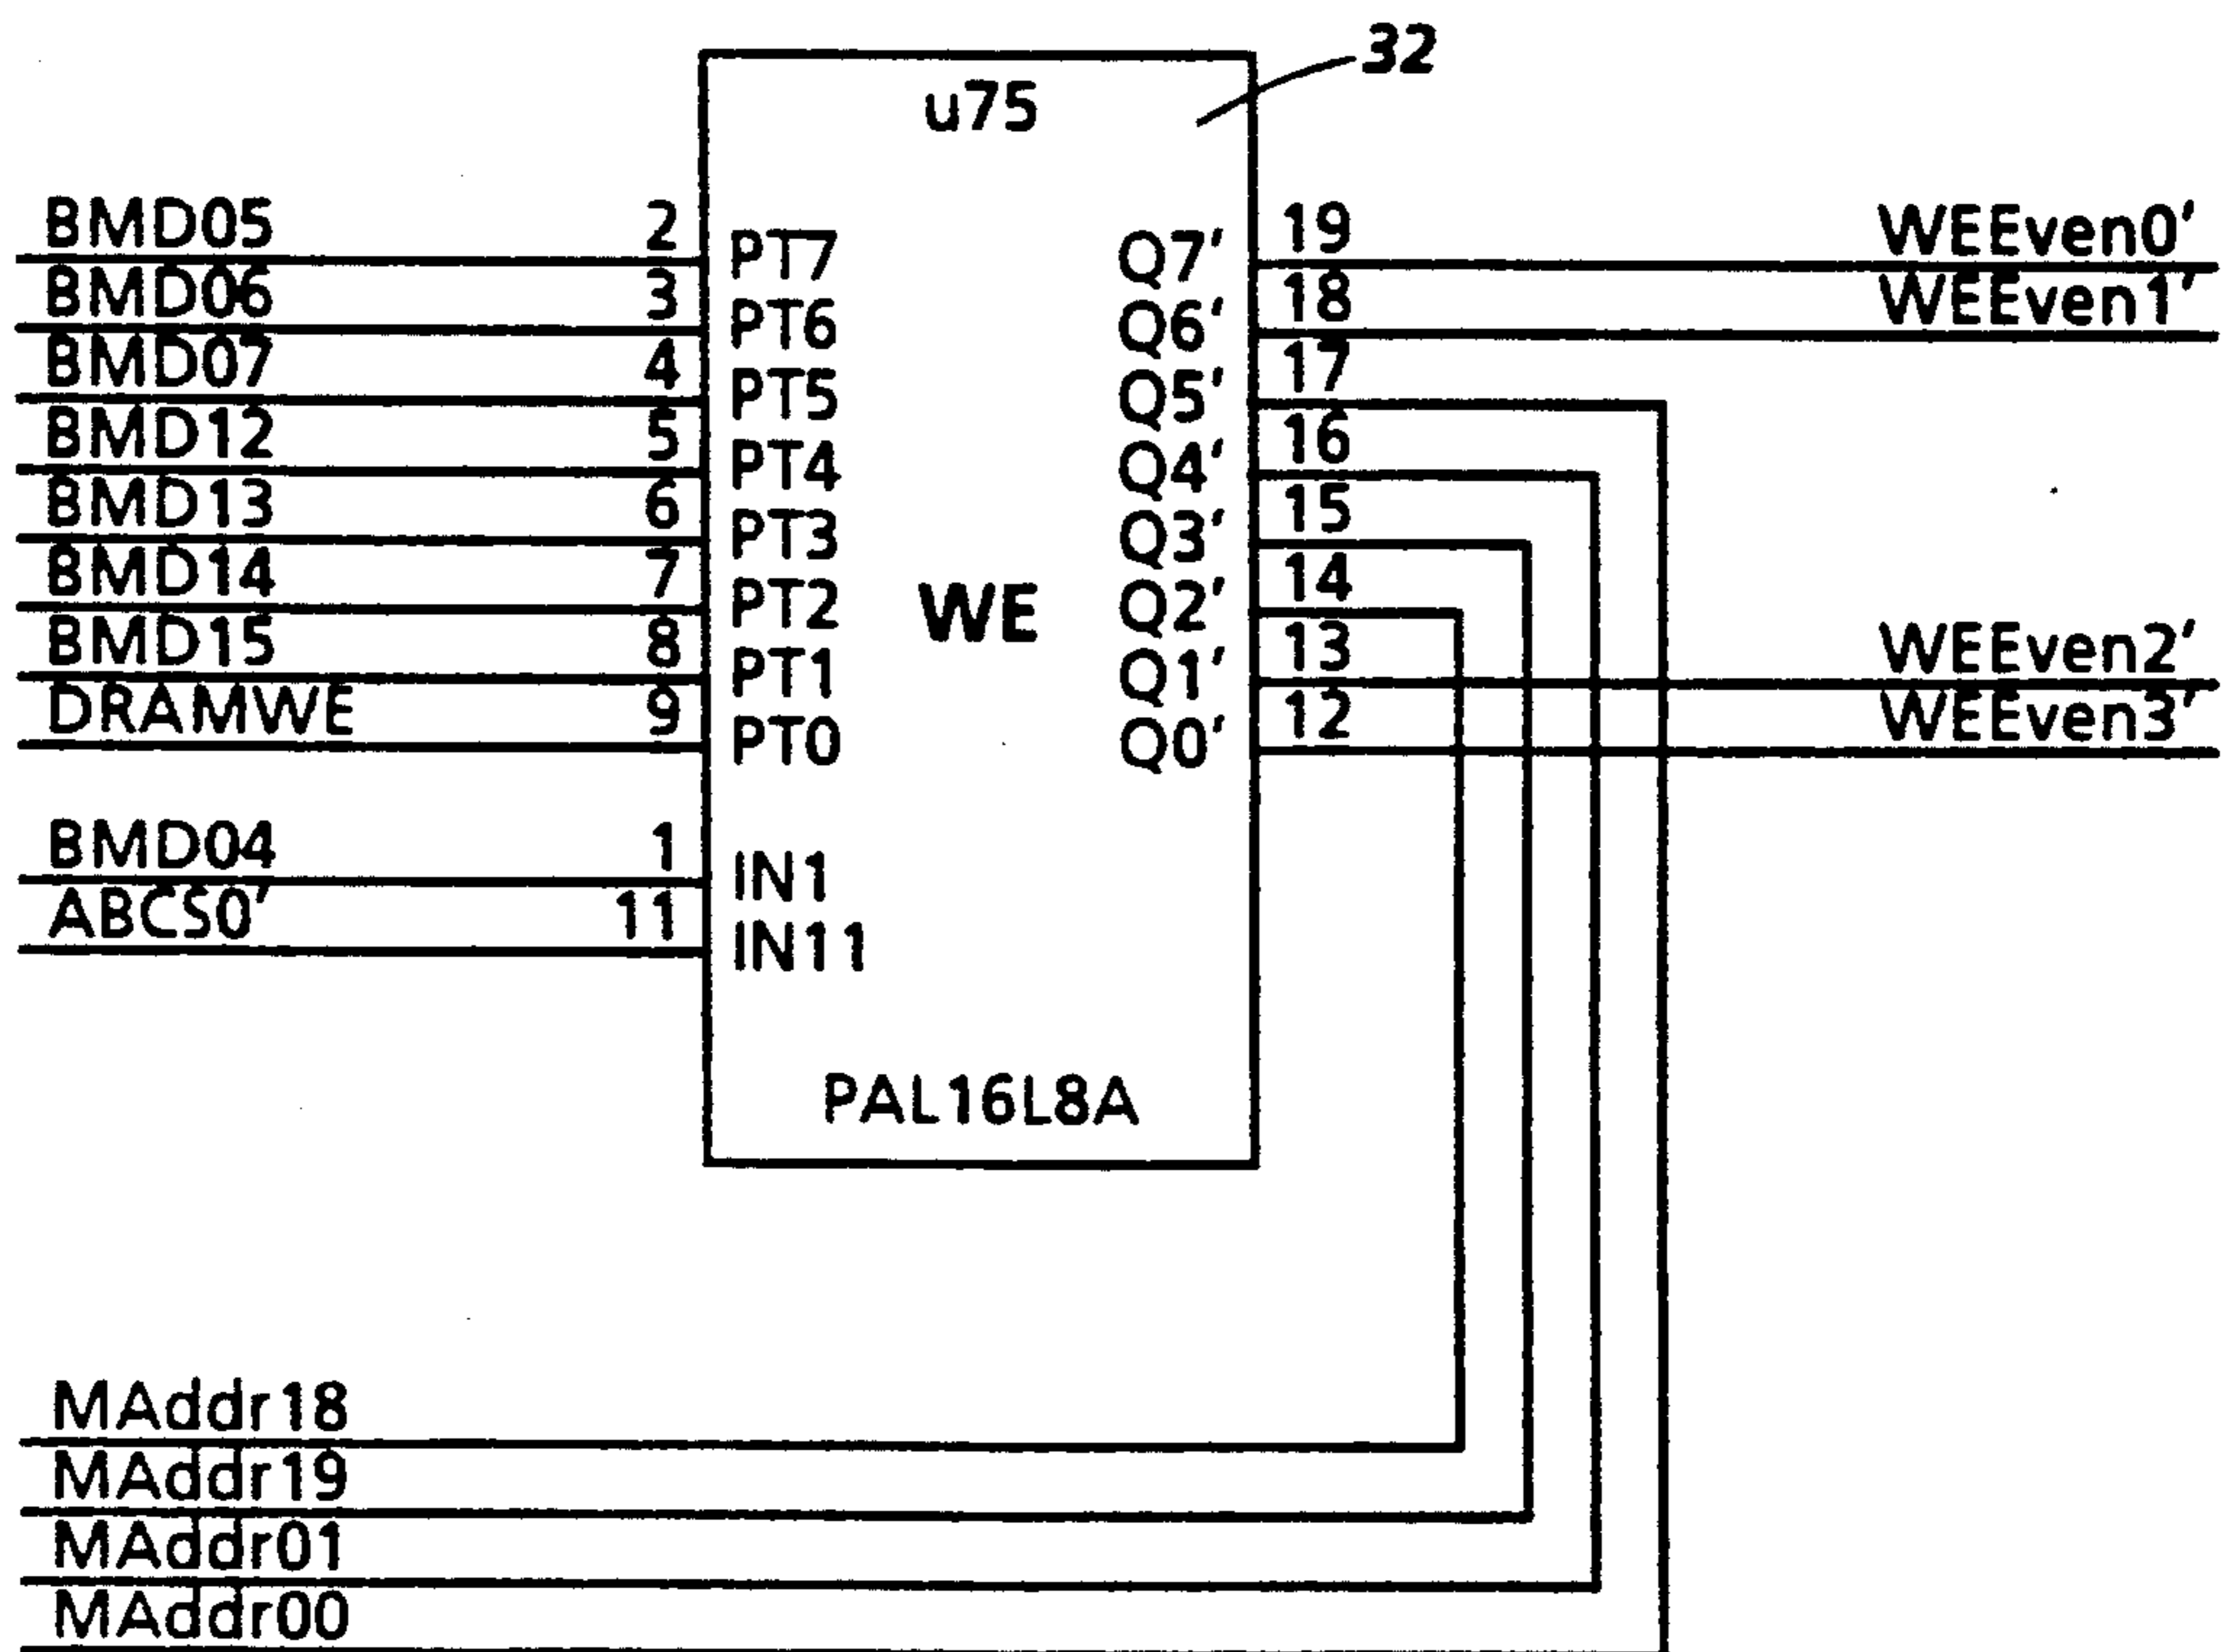 32
u75
BMD05 2 PT7 Q7' 19 WEEven0'
BMD06 3 PT6 Q6' 18 WEEven1'
BMD07 4 PT5 Q5' 17
BMD12 5 PT4 Q4' 16
BMD13 6 PT3 Q3' 15
BMD14 7 PT2 WE Q2' 14
BMD15 8 PT1 Q1' 13 WEEven2'
DRAMWE 9 PT0 Q0' 12 WEEven3'
BMD04 1 IN1
ABCS0' 11 IN11
PAL16L8A
MAddr18
MAddr19
MAddr01
MAddr00